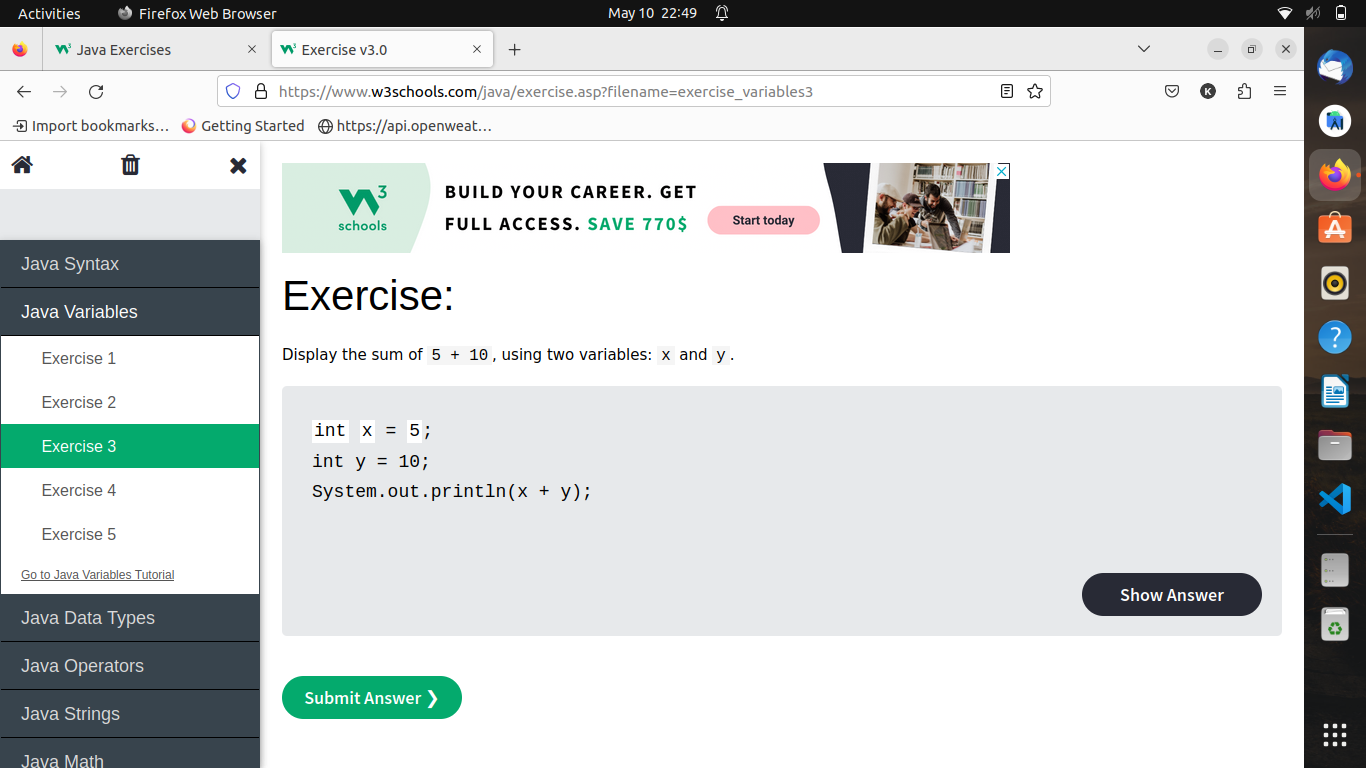 Activities
Firefox Web Browser
May 10 22:49
Java Exercises
Exercise v3.0
https://www.w3schools.com/java/exercise.asp?filename=exercise_variables3
K
Import bookmarks…
Getting Started
https://api.openweat…
Java Syntax
Java Variables
Exercise 1
Exercise 2
Exercise 3
Exercise 4
Exercise 5
Go to Java Variables Tutorial
Java Data Types
Java Operators
Java Strings
Java Math
W3
schools
BUILD YOUR CAREER. GET
FULL ACCESS. SAVE 770$
Start today
Exercise:
Display the sum of 5 + 10, using two variables: x and y.
int x = 5;
int y = 10;
System.out.println(x + y);
Show Answer
Submit Answer ❯